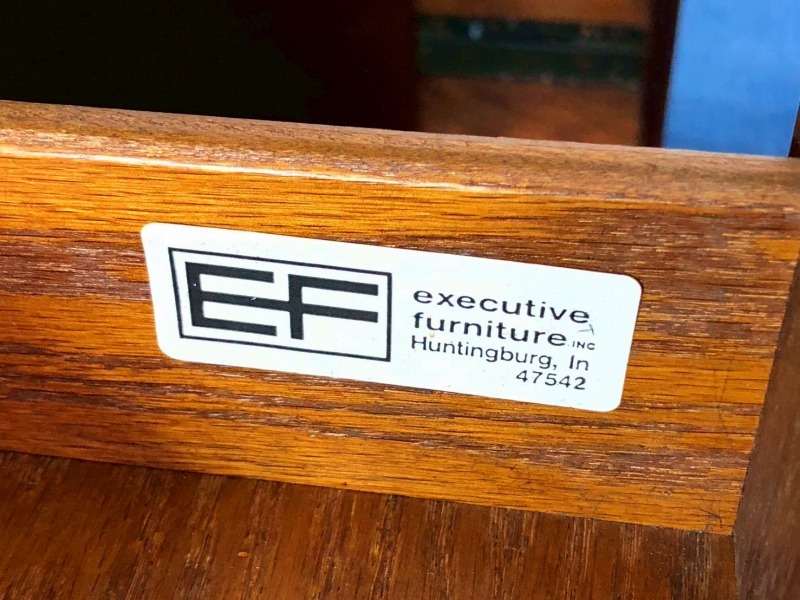 EF
executive
furniture INC
Huntingburg, In
47542